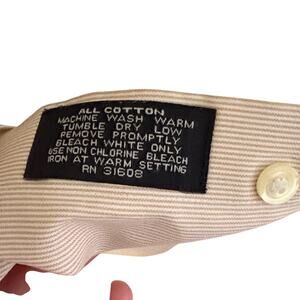 ALL COTTON
MACHINE WASH WARM
TUMBLE DRY LOW
REMOVE PROMPTLY
BLEACH WHITE ONLY
USE NON CHLORINE BLEACH
IRON AT WARM SETTING
RN 31608